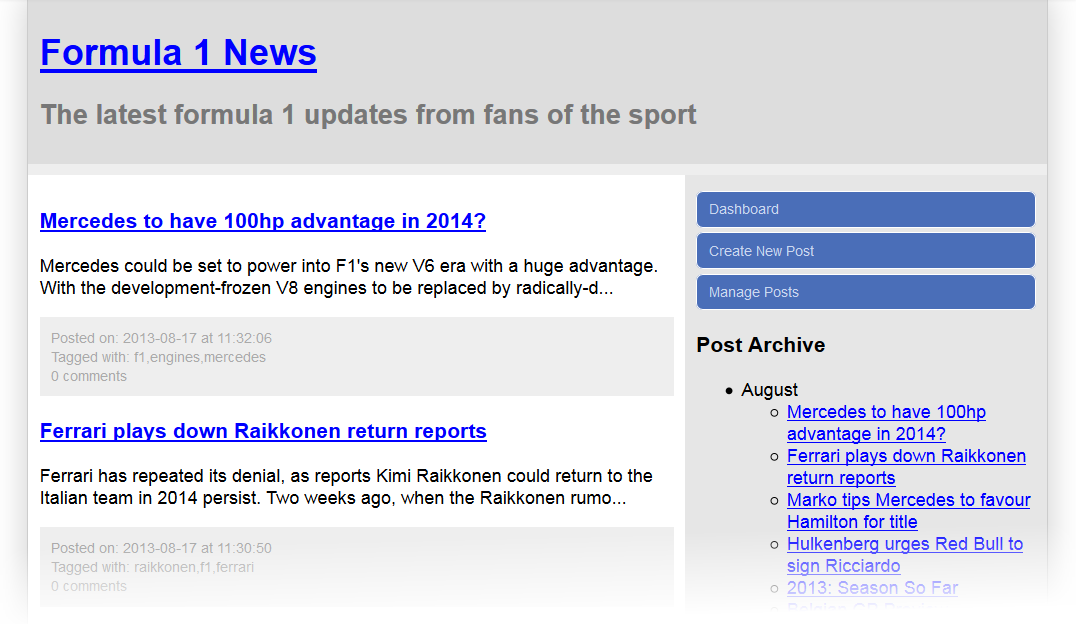 Formula 1 News
The latest formula 1 updates from fans of the sport
Mercedes to have 100hp advantage in 2014?
Mercedes could be set to power into F1's new V6 era with a huge advantage.
With the development-frozen V8 engines to be replaced by radically-d...
Posted on: 2013-08-17 at 11:32:06
Tagged with: f1,engines,mercedes
0 comments
Ferrari plays down Raikkonen return reports
Ferrari has repeated its denial, as reports Kimi Raikkonen could return to the
Italian team in 2014 persist. Two weeks ago, when the Raikkonen rumo...
Posted on: 2013-08-17 at 11:30:50
Tagged with: raikkonen,f1,ferrari
0 comments
Dashboard
Create New Post
Manage Posts
Post Archive
August
Mercedes to have 100hp
advantage in 2014?
Ferrari plays down Raikkonen
return reports
Marko tips Mercedes to favour
Hamilton for title
Hulkenberg urges Red Bull to
sign Ricciardo
2013: Season So Far